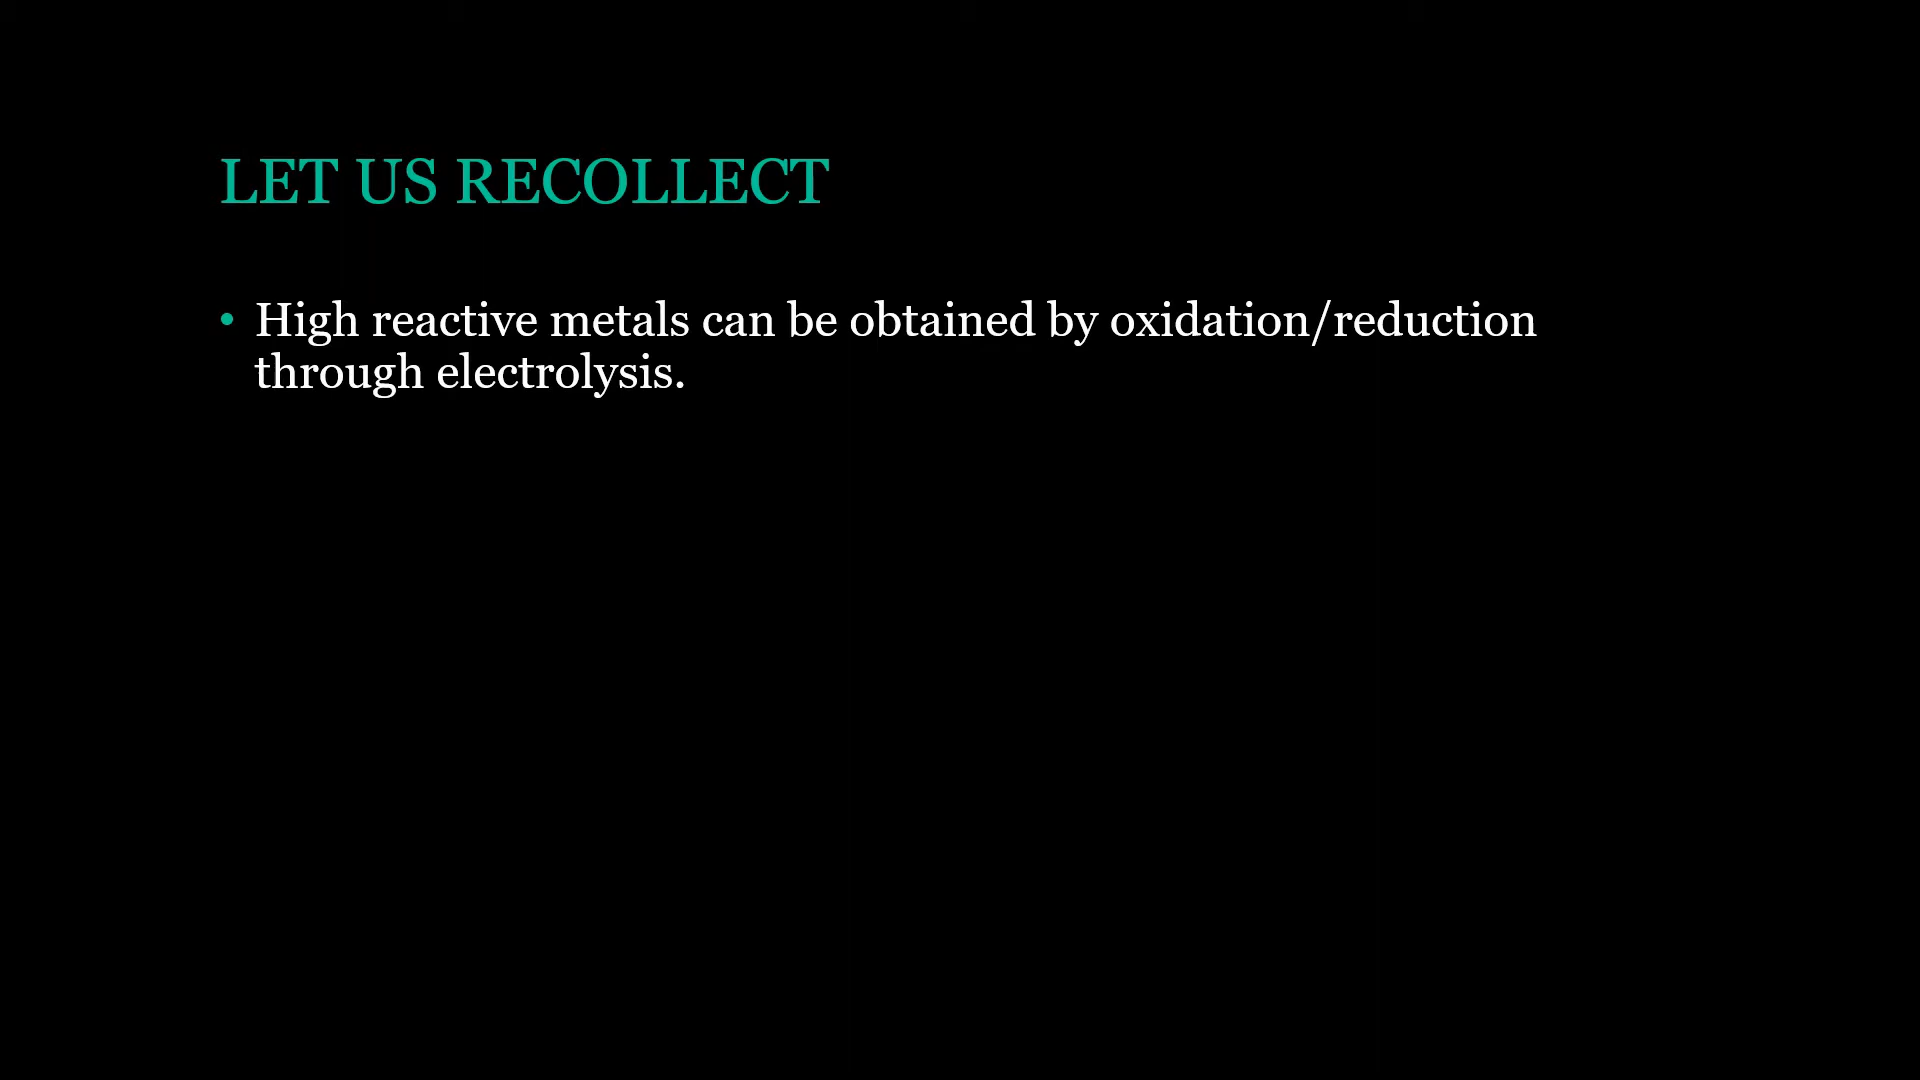 LET US RECOLLECT
• High reactive metals can be obtained by oxidation/reduction
through electrolysis.